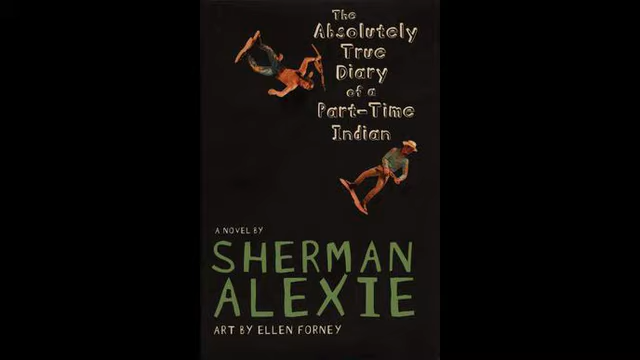 The
Absolutely
True
Diary
of a
Part-Time
Indian
A NOVEL BY
SHERMAN
ALEXIE
ART BY ELLEN FORNEY